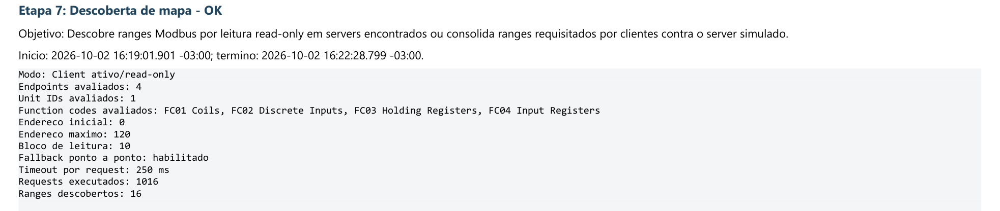 Etapa 7: Descoberta de mapa - OK
Objetivo: Descobre ranges Modbus por leitura read-only em servers encontrados ou consolida ranges requisitados por clientes contra o server simulado.
Inicio: 2026-10-02 16:19:01.901 -03:00; termino: 2026-10-02 16:22:28.799 -03:00.
Modo: Client ativo/read-only
Endpoints avaliados: 4
Unit IDs avaliados: 1
Function codes avaliados: FC01 Coils, FC02 Discrete Inputs, FC03 Holding Registers, FC04 Input Registers
Endereco inicial: 0
Endereco maximo: 120
Bloco de leitura: 10
Fallback ponto a ponto: habilitado
Timeout por request: 250 ms
Requests executados: 1016
Ranges descobertos: 16